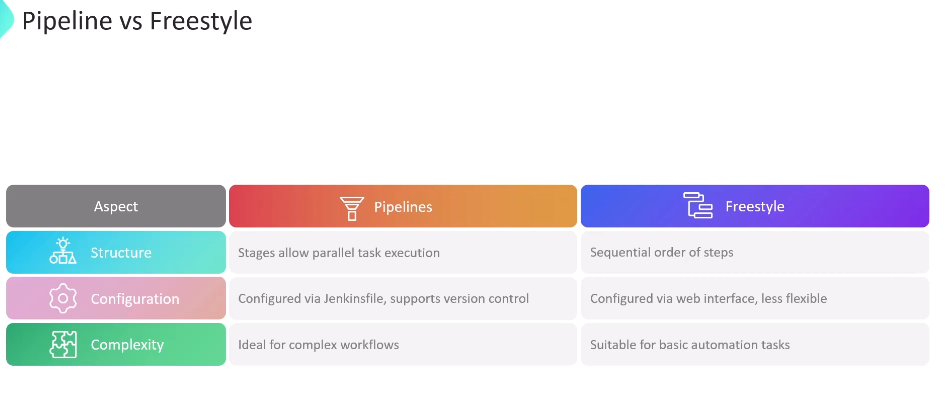 Pipeline vs Freestyle
Aspect
Pipelines
Freestyle
Structure
Stages allow parallel task execution
Sequential order of steps
Configuration
Configured via Jenkinsfile, supports version control
Configured via web interface, less flexible
Complexity
Ideal for complex workflows
Suitable for basic automation tasks